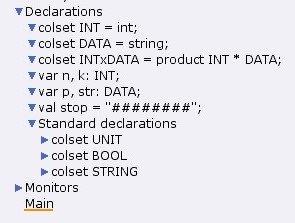 Declarations
colset INT = int;
colset DATA = string;
colset INTxDATA = product INT * DATA;
var n, k: INT;
var p, str: DATA;
val stop = "########";
Standard declarations
colset UNIT
colset BOOL
colset STRING
Monitors
Main